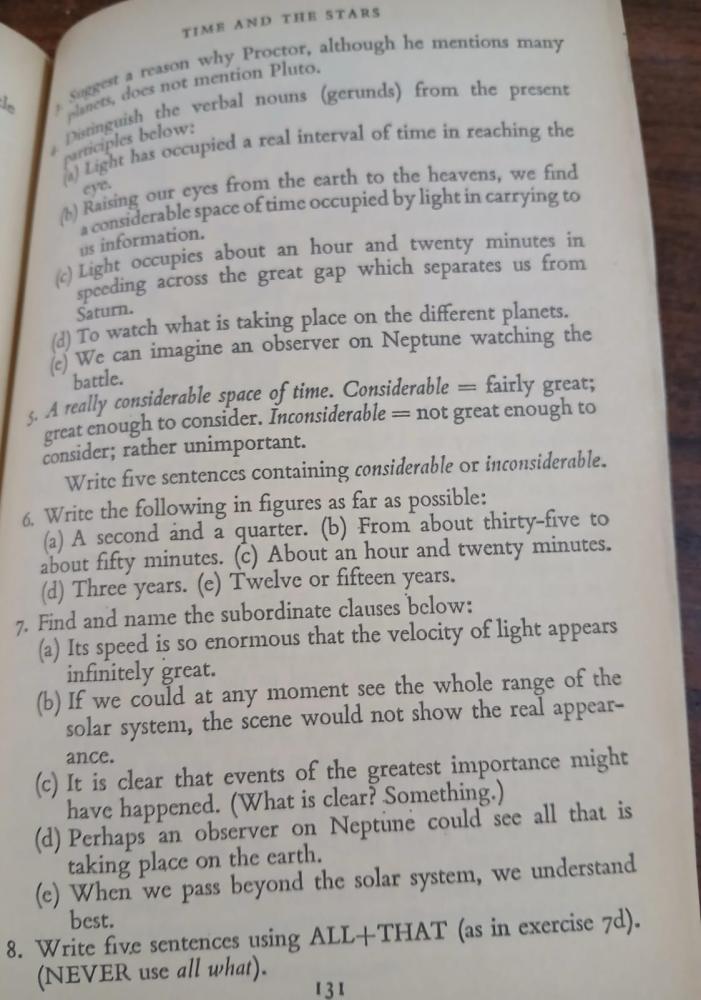 TIME AND THE STARS
3. Suggest a reason why Proctor, although he mentions many
planets, does not mention Pluto.
4. Distinguish the verbal nouns (gerunds) from the present
participles below:
(a) Light has occupied a real interval of time in reaching the
eye.
(b) Raising our eyes from the earth to the heavens, we find
a considerable space of time occupied by light in carrying to
us information.
(c) Light occupies about an hour and twenty minutes in
speeding across the great gap which separates us from
Saturn.
(d) To watch what is taking place on the different planets.
(e) We can imagine an observer on Neptune watching the
battle.
5. A really considerable space of time. Considerable = fairly great;
great enough to consider. Inconsiderable = not great enough to
consider; rather unimportant.
Write five sentences containing considerable or inconsiderable.
6. Write the following in figures as far as possible:
(a) A second and a quarter. (b) From about thirty-five to
about fifty minutes. (c) About an hour and twenty minutes.
(d) Three years. (e) Twelve or fifteen years.
7. Find and name the subordinate clauses below:
(a) Its speed is so enormous that the velocity of light appears
infinitely great.
(b) If we could at any moment see the whole range of the
solar system, the scene would not show the real appear-
ance.
(c) It is clear that events of the greatest importance might
have happened. (What is clear? Something.)
(d) Perhaps an observer on Neptune could see all that is
taking place on the earth.
(e) When we pass beyond the solar system, we understand
best.
8. Write five sentences using ALL+THAT (as in exercise 7d).
(NEVER use all what).
131